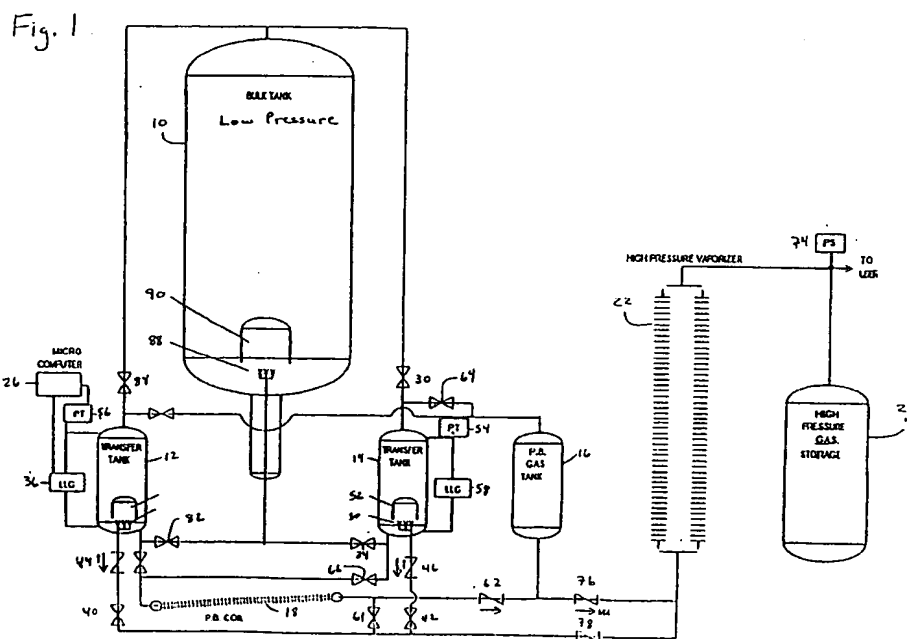 Fig. 1
BULK TANK
Low Pressure
10
74
PS
HIGH PRESSURE VAPORIZER
TO
22
90
88
MICRO
COMPUTER
26
84
30
64
PT
56
PT
54
TRANSFER
TANK
12
14
TRANSFER
TANK
P.B.
GAS
TANK
16
HIGH
PRESSURE
GAS
STORAGE
36
LLG
LLG
58
52
50
82
34
44
66
46
62
76
40
18
P.B. COIL
61
42
78